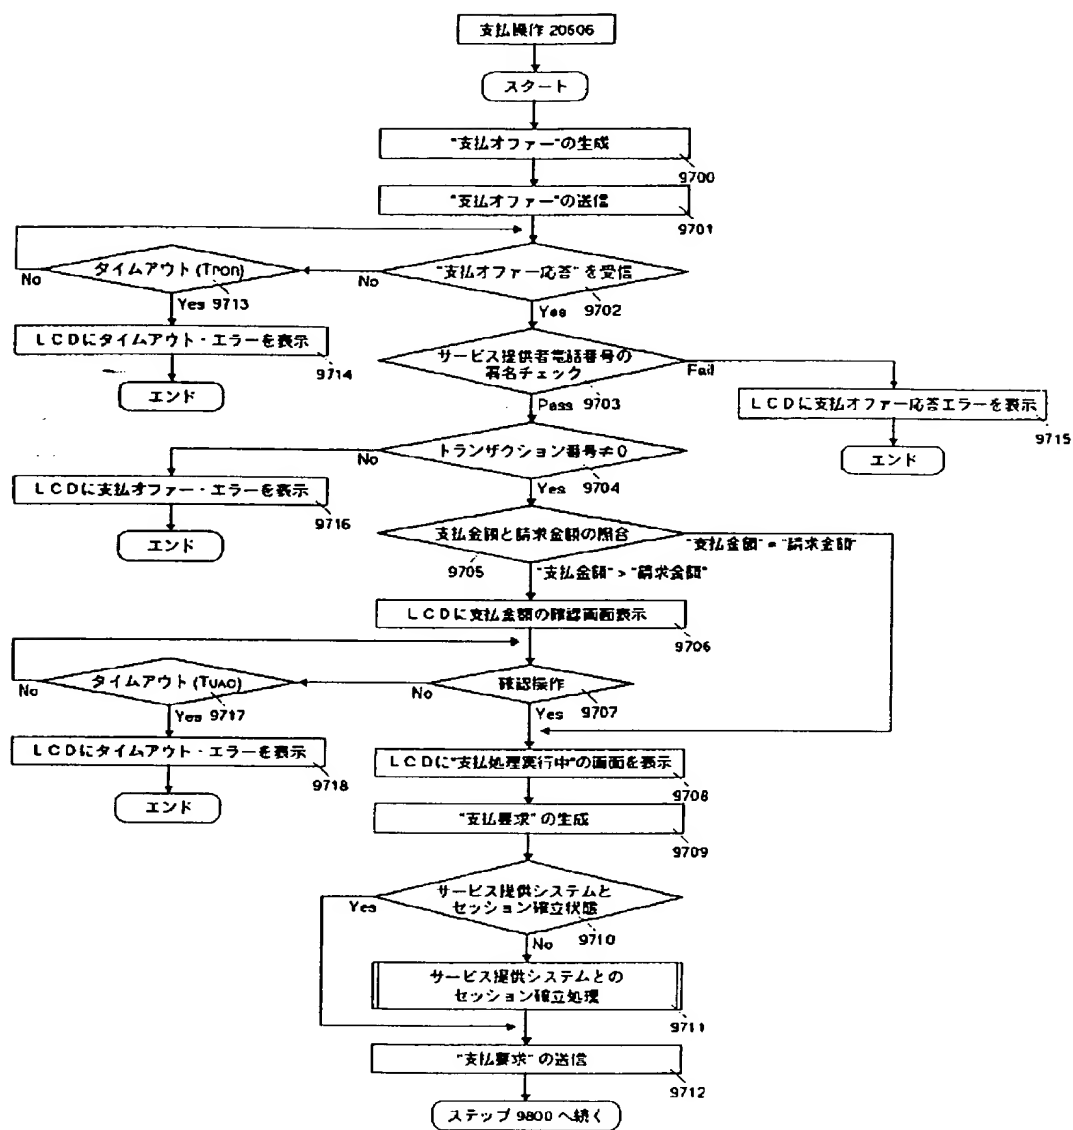 支払操作 20606
スタート
"支払オファー"の生成
9700
"支払オファー"の送信
9701
タイムアウト (TPOR)
No
Yes 9713
"支払オファー応答" を受信
No
9702
Yes
LCDにタイムアウト・エラーを表示
9714
エンド
サービス提供者電話番号の
署名チェック
9703
Fail
Pass
LCDに支払オファー応答エラーを表示
9715
エンド
トランザクション番号≠0
No
9704
Yes
LCDに支払オファー・エラーを表示
9716
エンド
支払金額と請求金額の照合
9705
"支払金額" = "請求金額"
"支払金額" > "請求金額"
LCDに支払金額の確認画面表示
9706
タイムアウト (TUAO)
No
Yes 9717
確認操作
No
Yes
9707
LCDにタイムアウト・エラーを表示
9718
エンド
LCDに"支払処理実行中"の画面を表示
9708
"支払要求" の生成
9709
サービス提供システムと
セッション確立状態
Yes
9710
No
サービス提供システムとの
セッション確立処理
9711
"支払要求" の送信
9712
ステップ 9800 へ続く